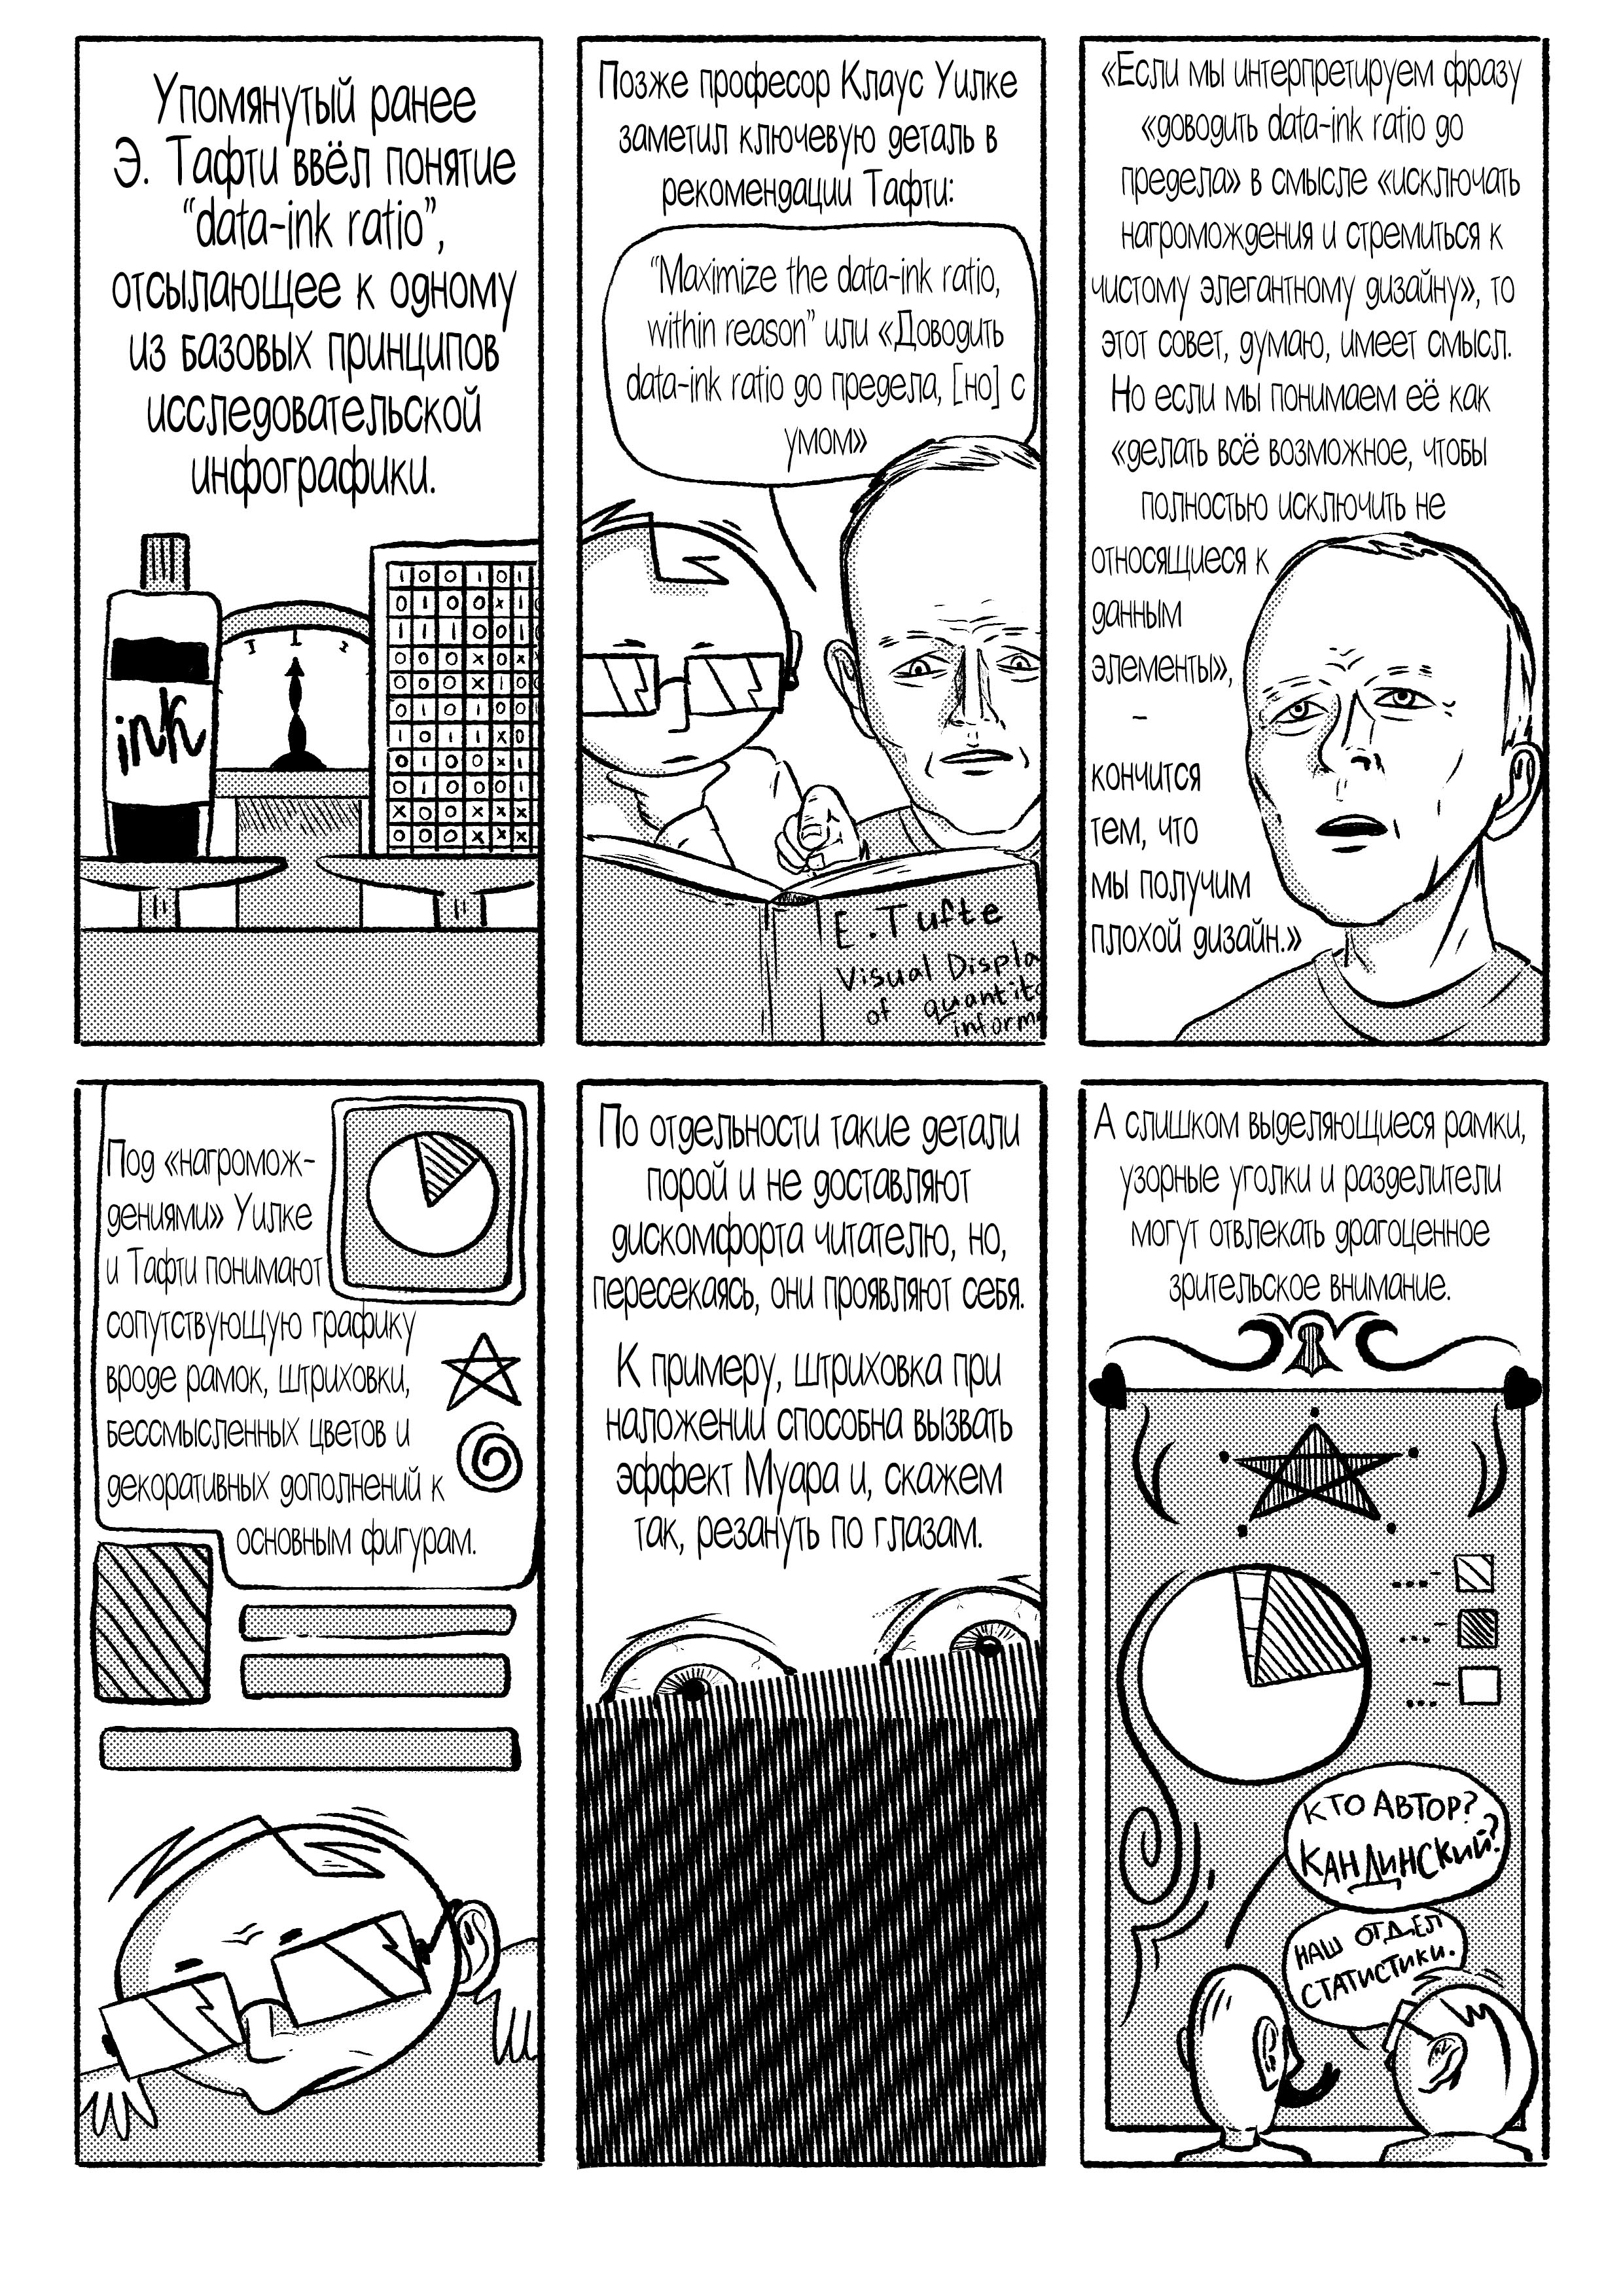 Упомянутый ранее
Э. Тафти ввёл понятие
“data-ink ratio”,
отсылающее к одному
из базовых принципов
исследовательской
инфографики.
ink
Позже професор Клаус Уилке
заметил ключевую деталь в
рекомендации Тафти:
“Maximize the data-ink ratio,
within reason” или «Доводить
data-ink ratio до предела, [но] с
умом»
E. Tufte
Visual Displa
of quantita
inform
«Если мы интерпретируем фразу
«доводить data-ink ratio до
предела» в смысле «исключать
нагромождения и стремиться к
чистому элегантному дизайну», то
этот совет, думаю, имеет смысл.
Но если мы понимаем её как
«делать всё возможное, чтобы
полностью исключить не
относящиеся к
данным
элементы»,
–
кончится
тем, что
мы получим
плохой дизайн.»
Под «нагромож-
дениями» Уилке
и Тафти понимают
сопутствующую графику
вроде рамок, штриховки,
бессмысленных цветов и
декоративных дополнений к
основным фигурам.
По отдельности такие детали
порой и не доставляют
дискомфорта читателю, но,
пересекаясь, они проявляют себя.
К примеру, штриховка при
наложении способна вызвать
эффект Муара и, скажем
так, резануть по глазам.
А слишком выделяющиеся рамки,
узорные уголки и разделители
могут отвлекать драгоценное
зрительское внимание.
КТО АВТОР?
КАНДИНСКИЙ?
НАШ ОТДЕЛ
СТАТИСТИКИ.